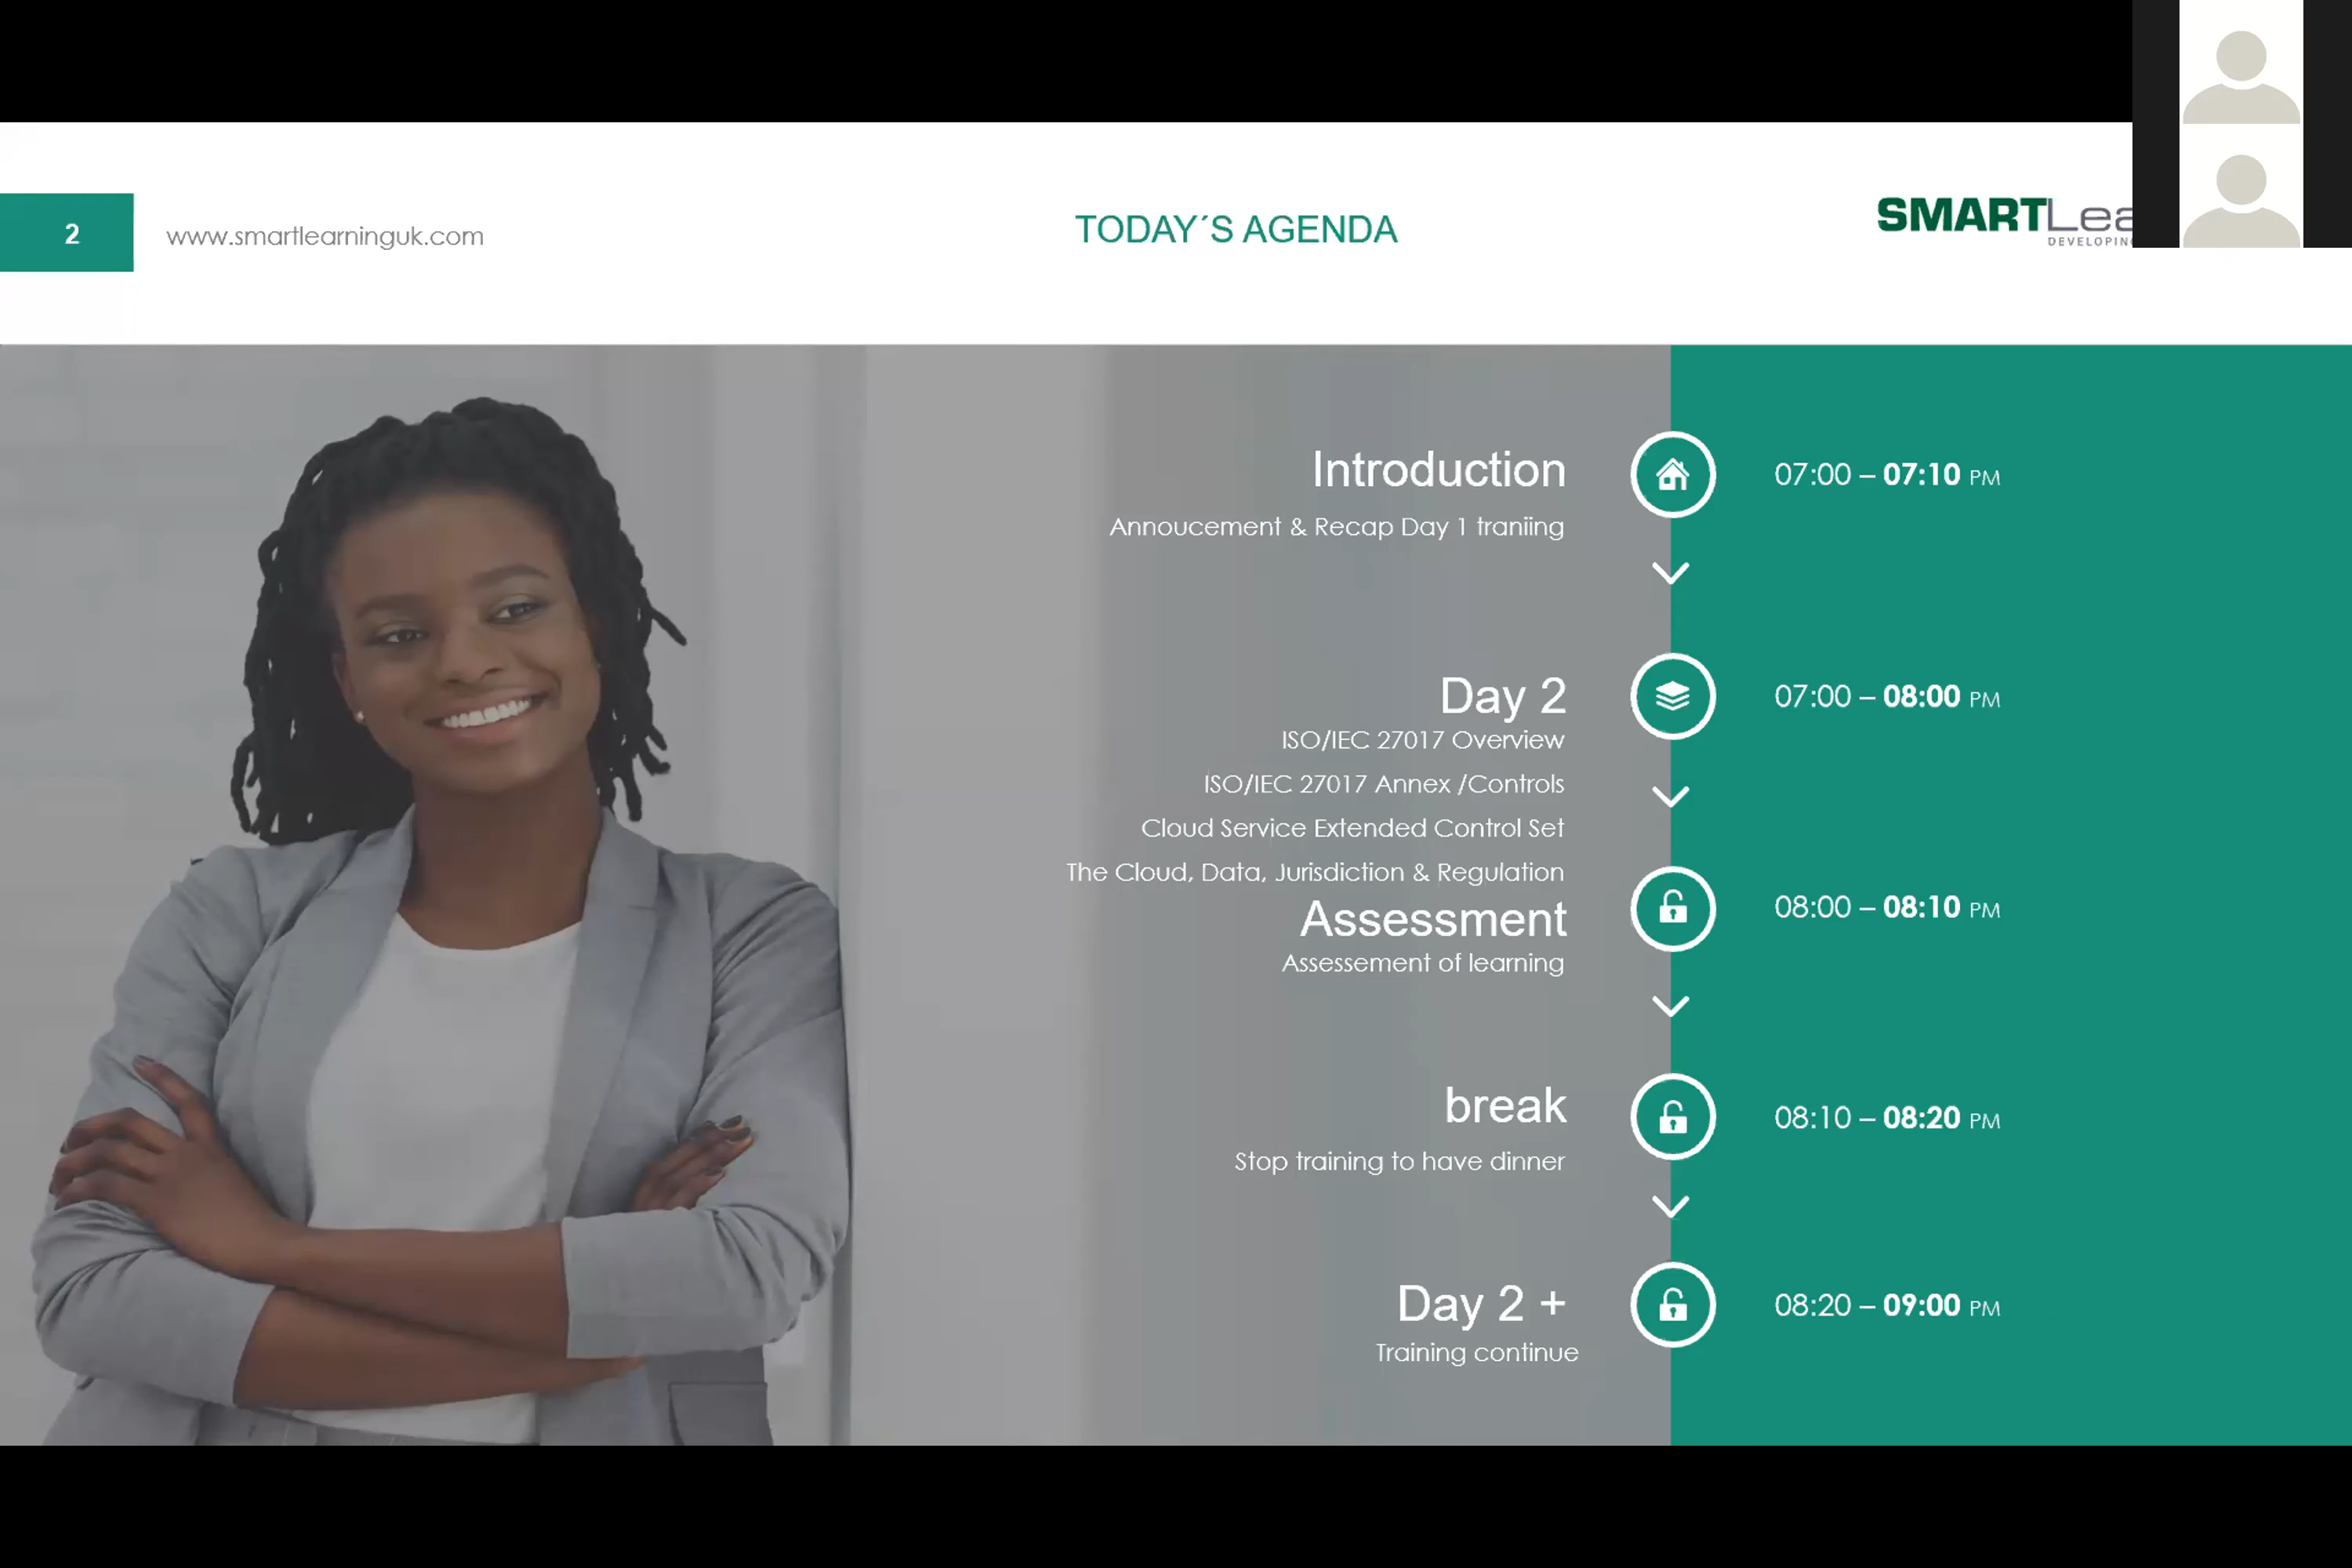 2
www.smartlearninguk.com
TODAY´S AGENDA
SMART
Introduction
07:00 – 07:10 PM
Annoucement & Recap Day 1 traniing
Day 2
07:00 – 08:00 PM
ISO/IEC 27017 Overview
ISO/IEC 27017 Annex /Controls
Cloud Service Extended Control Set
The Cloud, Data, Jurisdiction & Regulation
Assessment
08:00 – 08:10 PM
Assessement of learning
break
08:10 – 08:20 PM
Stop training to have dinner
Day 2 +
08:20 – 09:00 PM
Training continue